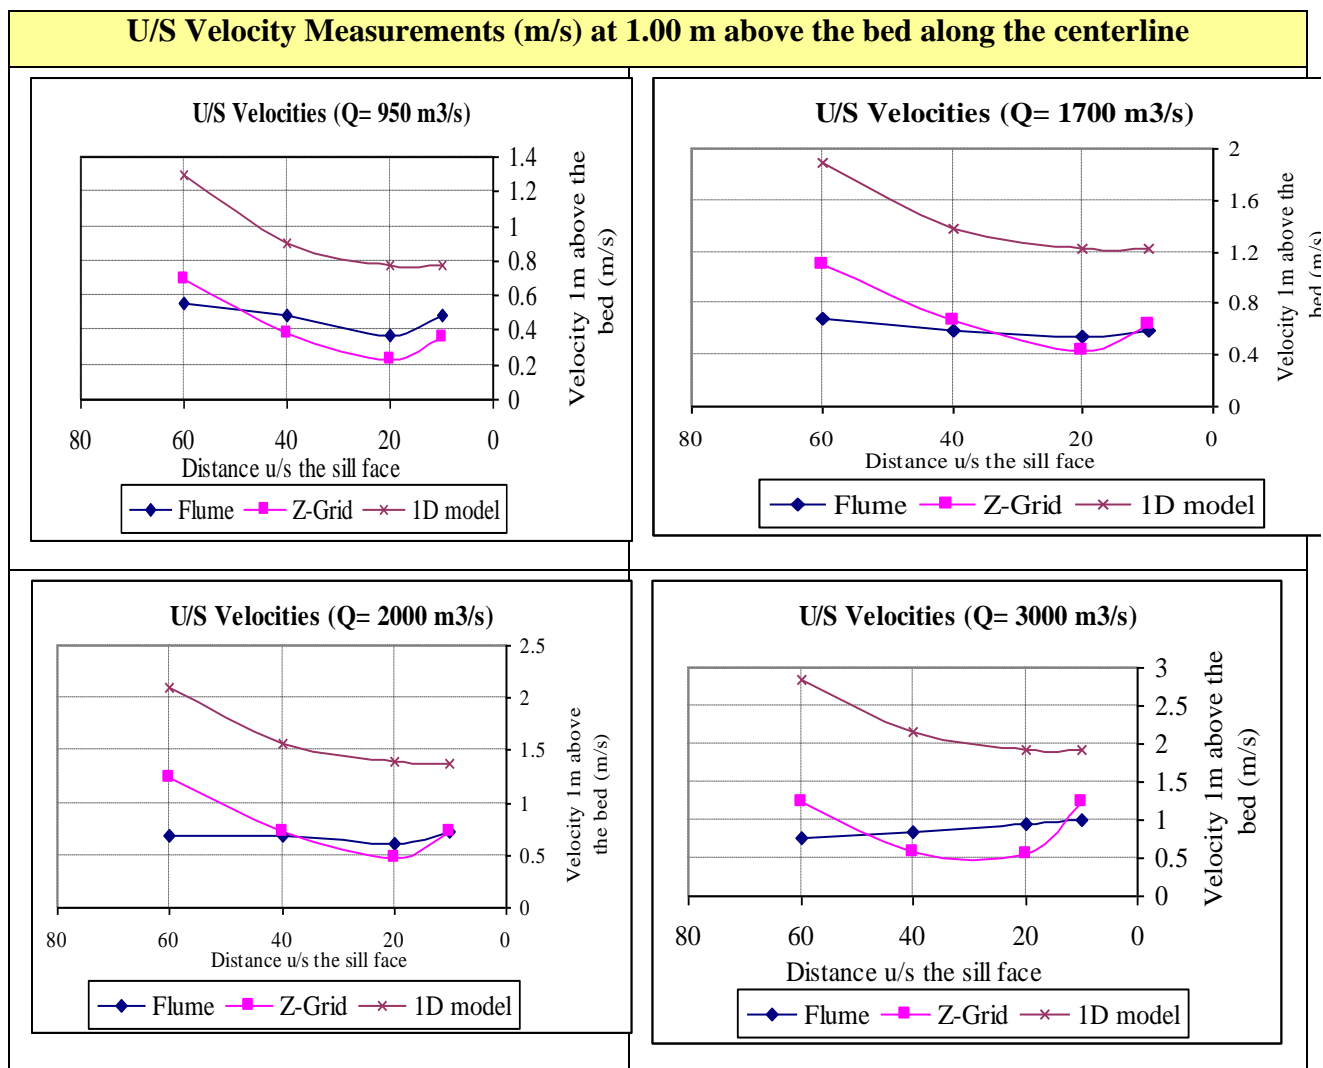 U/S Velocity Measurements (m/s) at 1.00 m above the bed along the centerline
U/S Velocities (Q= 950 m3/s)
1.4
1.2
1
0.8
0.6
0.4
0.2
0
Velocity 1m above the
bed (m/s)
80 60 40 20 0
Distance u/s the sill face
Flume Z-Grid 1D model
U/S Velocities (Q= 1700 m3/s)
2
1.6
1.2
0.8
0.4
0
Velocity 1m above the
bed (m/s)
80 60 40 20 0
Distance u/s the sill face
Flume Z-Grid 1D model
U/S Velocities (Q= 2000 m3/s)
2.5
2
1.5
1
0.5
0
Velocity 1m above
the bed (m/s)
80 60 40 20 0
Distance u/s the sill face
Flume Z-Grid 1D model
U/S Velocities (Q= 3000 m3/s)
3
2.5
2
1.5
1
0.5
0
Velocity 1m above the
bed (m/s)
80 60 40 20 0
Distance u/s the sill face
Flume Z-Grid 1D model